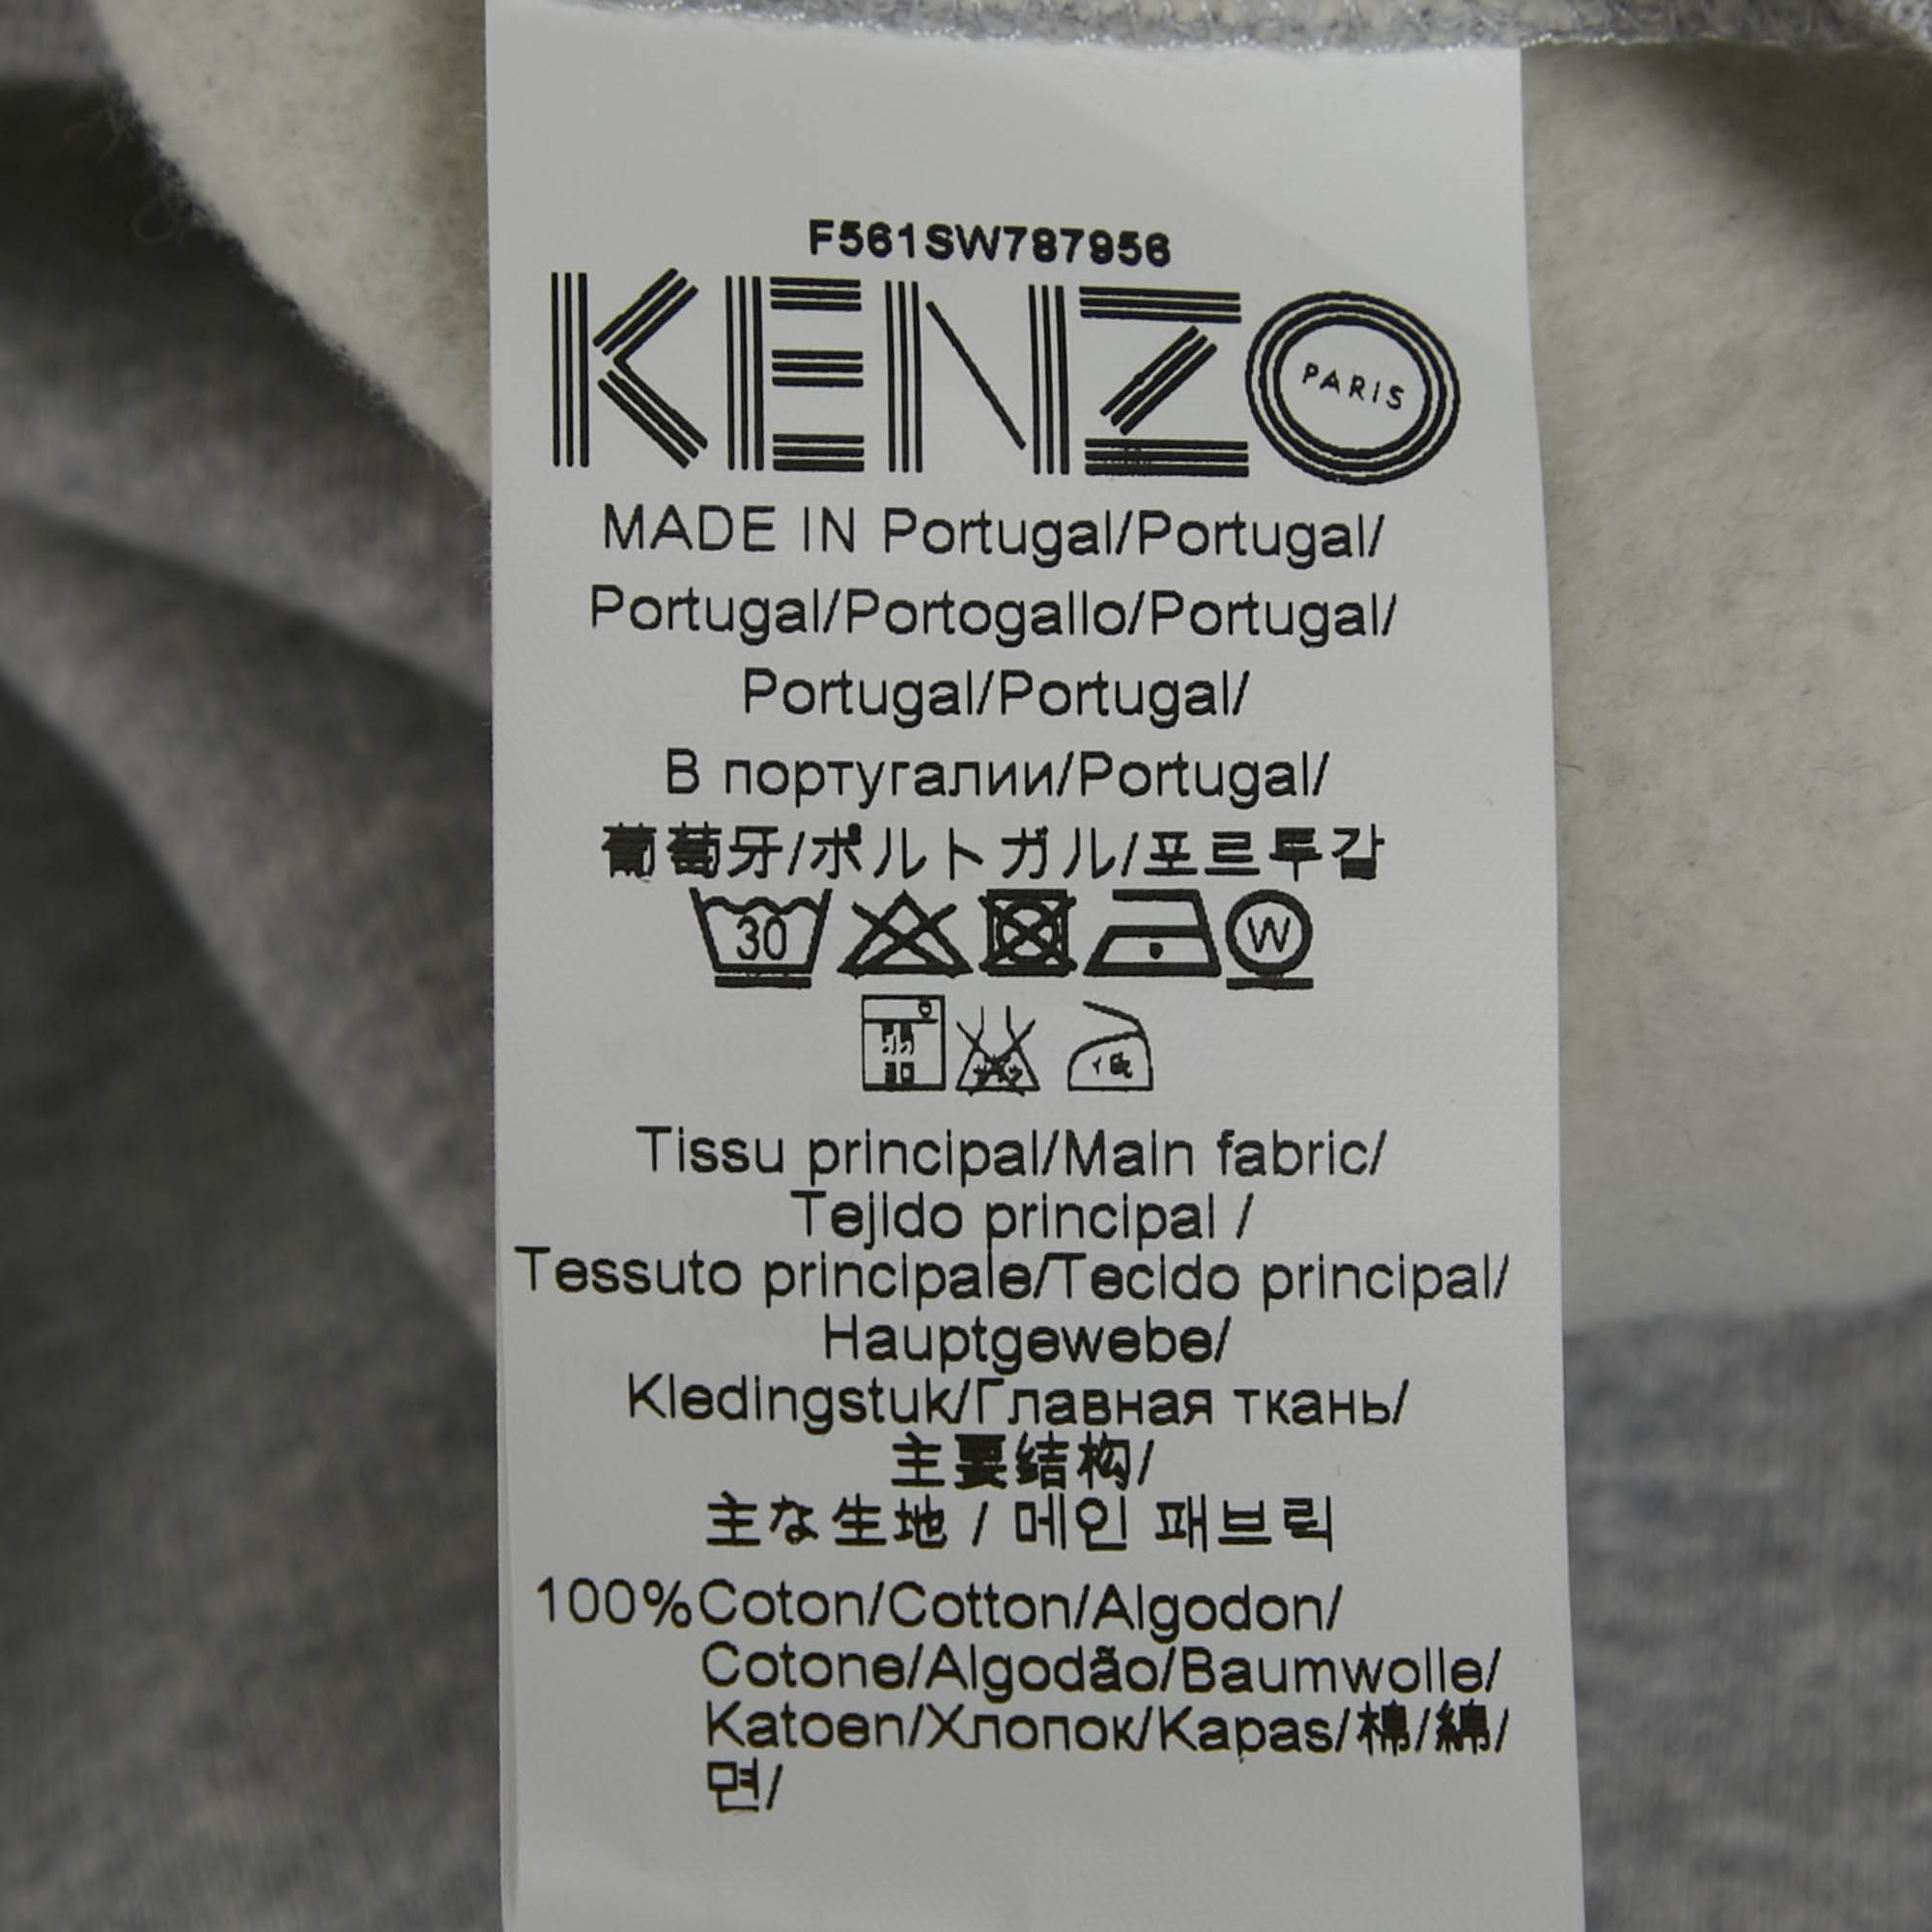 F561SW787956
KENZO PARIS
MADE IN Portugal/Portugal/
Portugal/Portogallo/Portugal/
Portugal/Portugal/
В португалии/Portugal/
葡萄牙/ポルトガル/포르투갈
30 W
30
Tissu principal/Main fabric/
Tejido principal /
Tessuto principale/Tecido principal/
Hauptgewebe/
Kledingstuk/Главная ткань/
主要结构/
主な生地 / 메인 패브릭
100%Coton/Cotton/Algodon/
Cotone/Algodão/Baumwolle/
Katoen/Хлопок/Kapas/棉/綿/
면/